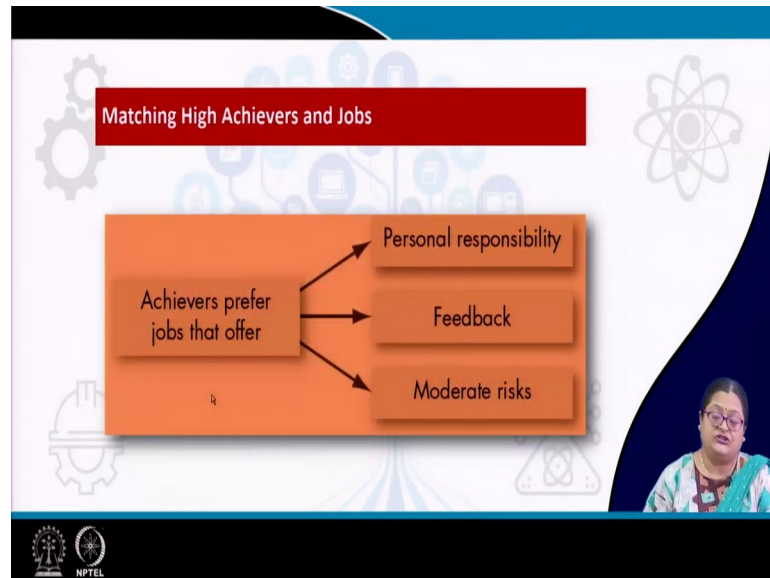 Matching High Achievers and Jobs
Achievers prefer
jobs that offer
Personal responsibility
Feedback
Moderate risks
NPTEL